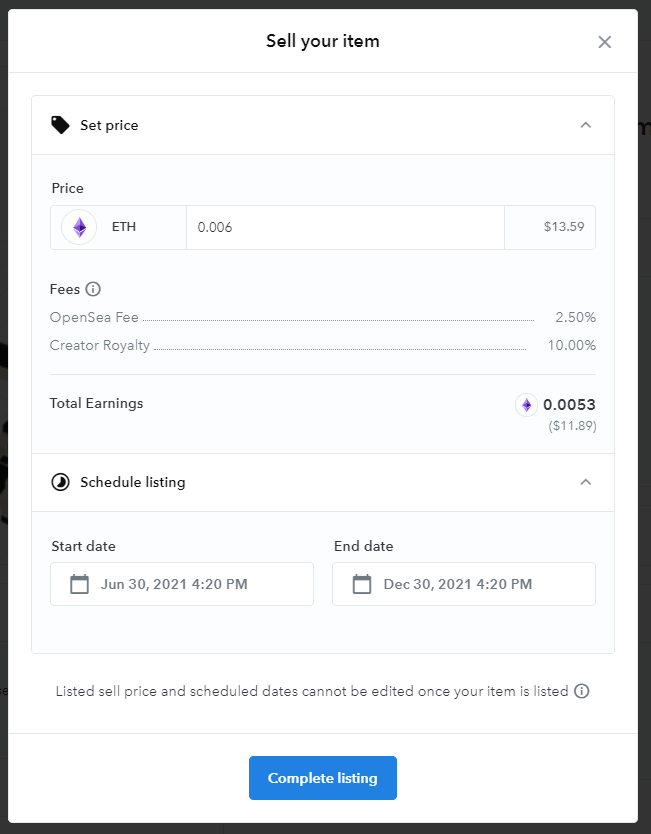 Sell your item
Set price
Price
ETH
0.006
$13.59
Fees
OpenSea Fee
2.50%
Creator Royalty
10.00%
Total Earnings
0.0053
($11.89)
Schedule listing
Start date
End date
Jun 30, 2021 4:20 PM
Dec 30, 2021 4:20 PM
Listed sell price and scheduled dates cannot be edited once your item is listed
Complete listing